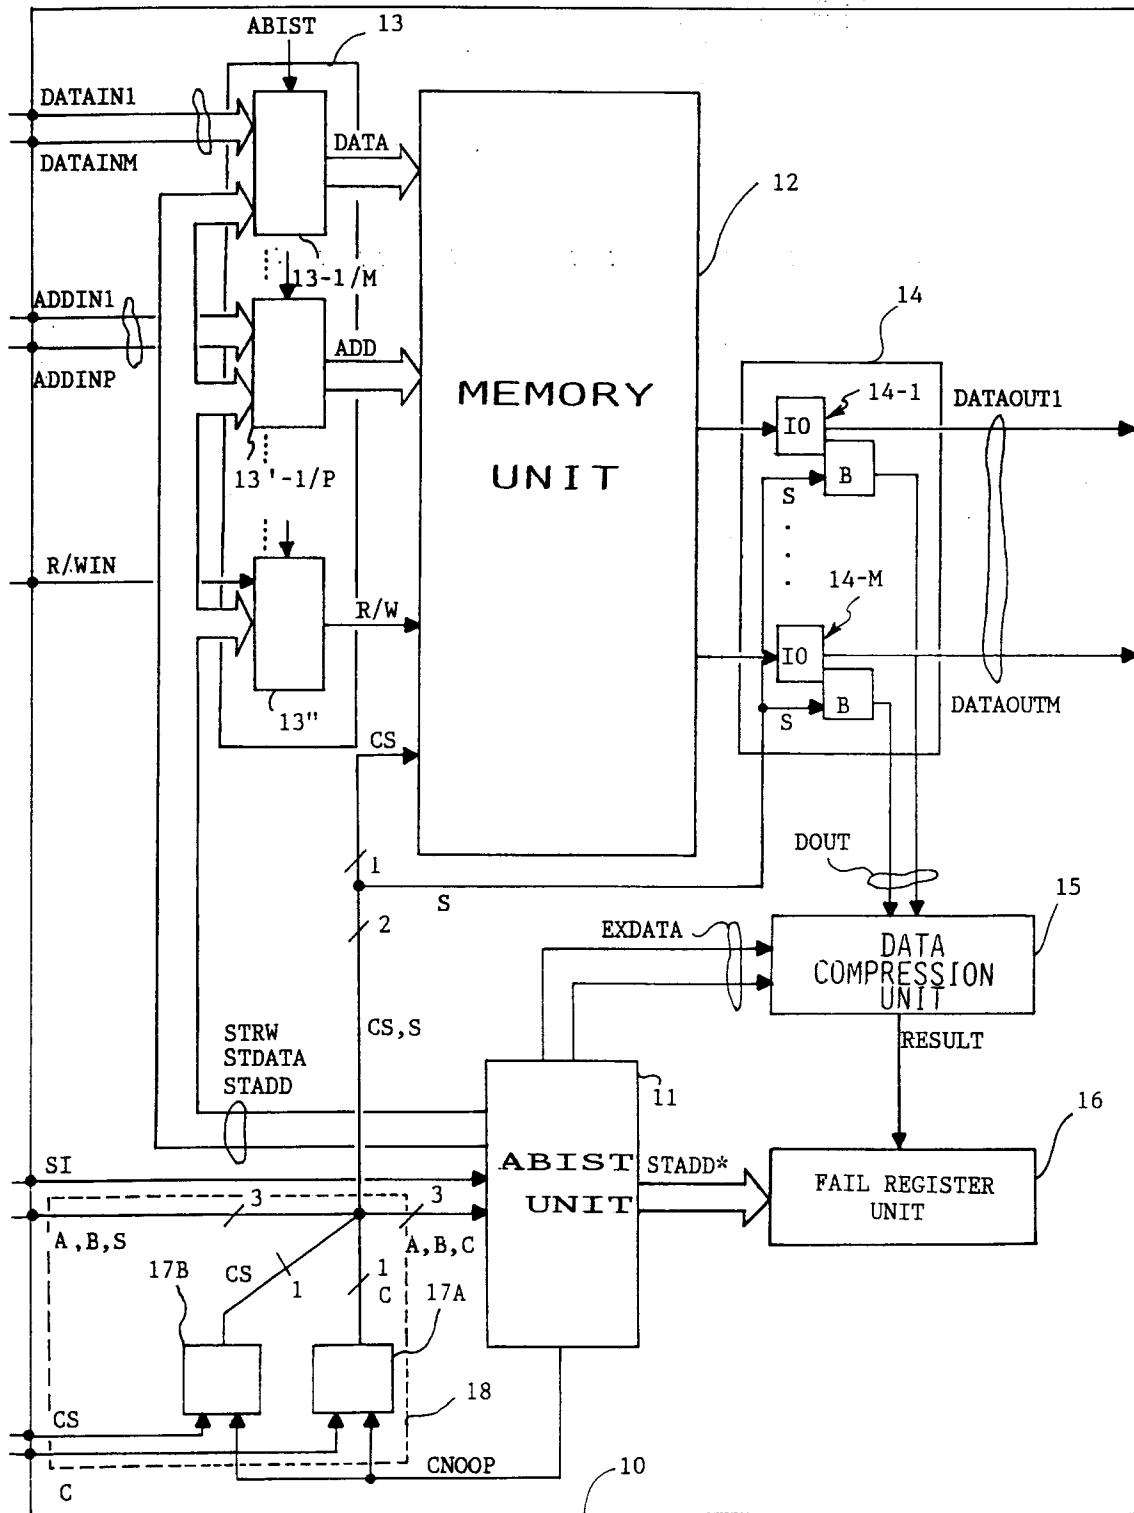 ABIST
13
DATAIN1
DATAINM
DATA
12
13-1/M
ADDIN1
ADDINP
ADD
14
MEMORY
UNIT
14-1
DATAOUT1
IO
B
S
13'-1/P
R/WIN
R/W
14-M
IO
B
S
DATAOUTM
13"
CS
1
S
2
DOUT
15
EXDATA
DATA
COMPRESSION
UNIT
CS,S
RESULT
STRW
STDATA
STADD
11
16
SI
ABIST
UNIT
STADD*
FAIL REGISTER
UNIT
3
3
A,B,S
A,B,C
CS
1
1
C
17B
17A
18
CS
C
CNOOP
10